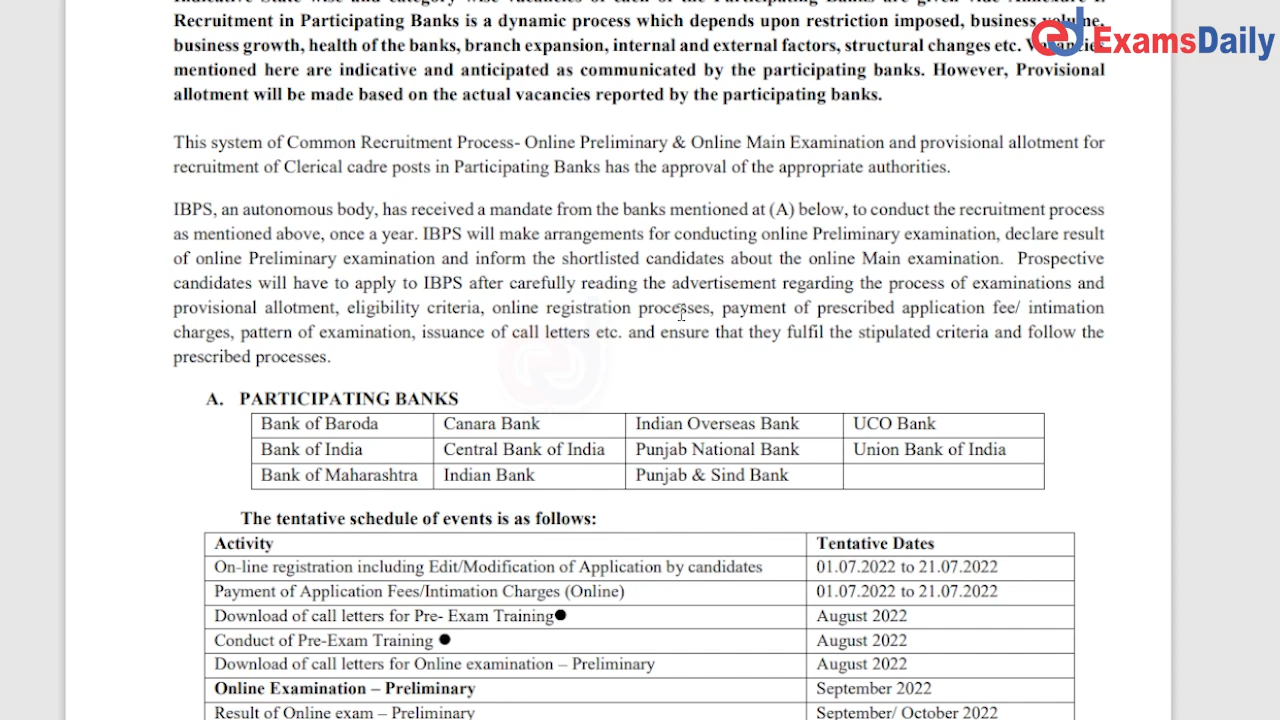 Recruitment in Participating Banks is a dynamic process which depends upon restriction imposed, business volume,
business growth, health of the banks, branch expansion, internal and external factors, structural changes etc. Vacancies
mentioned here are indicative and anticipated as communicated by the participating banks. However, Provisional
allotment will be made based on the actual vacancies reported by the participating banks.
ExamsDaily
This system of Common Recruitment Process- Online Preliminary & Online Main Examination and provisional allotment for
recruitment of Clerical cadre posts in Participating Banks has the approval of the appropriate authorities.
IBPS, an autonomous body, has received a mandate from the banks mentioned at (A) below, to conduct the recruitment process
as mentioned above, once a year. IBPS will make arrangements for conducting online Preliminary examination, declare result
of online Preliminary examination and inform the shortlisted candidates about the online Main examination. Prospective
candidates will have to apply to IBPS after carefully reading the advertisement regarding the process of examinations and
provisional allotment, eligibility criteria, online registration processes, payment of prescribed application fee/ intimation
charges, pattern of examination, issuance of call letters etc. and ensure that they fulfil the stipulated criteria and follow the
prescribed processes.
A. PARTICIPATING BANKS
Bank of Baroda Canara Bank Indian Overseas Bank UCO Bank
Bank of India Central Bank of India Punjab National Bank Union Bank of India
Bank of Maharashtra Indian Bank Punjab & Sind Bank
The tentative schedule of events is as follows:
Activity Tentative Dates
On-line registration including Edit/Modification of Application by candidates 01.07.2022 to 21.07.2022
Payment of Application Fees/Intimation Charges (Online) 01.07.2022 to 21.07.2022
Download of call letters for Pre- Exam Training● August 2022
Conduct of Pre-Exam Training ● August 2022
Download of call letters for Online examination – Preliminary August 2022
Online Examination – Preliminary September 2022
Result of Online exam – Preliminary September/ October 2022